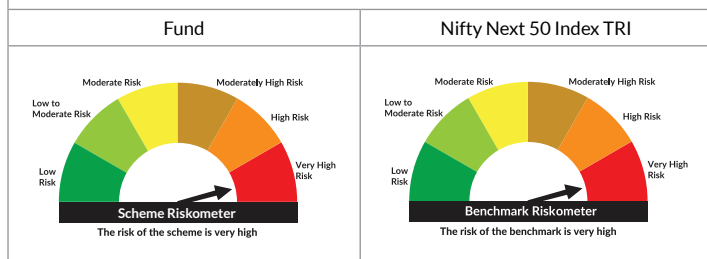 Fund
Nifty Next 50 Index TRI
Moderate Risk
Moderately High Risk
Low to
Moderate Risk
High Risk
Low
Risk
Very High
Risk
Scheme Riskometer
The risk of the scheme is very high
Moderate Risk
Moderately High Risk
Low to
Moderate Risk
High Risk
Low
Risk
Very High
Risk
Benchmark Riskometer
The risk of the benchmark is very high